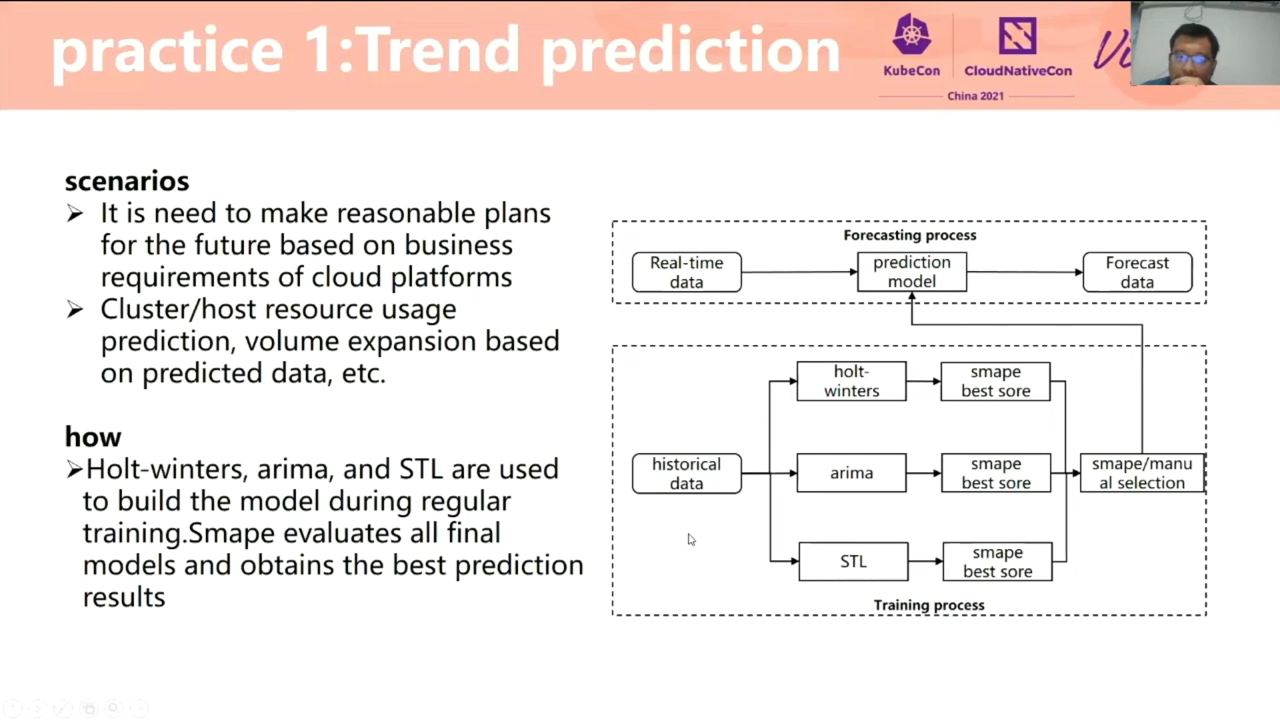 practice 1:Trend prediction
KubeCon
CloudNativeCon
China 2021
scenarios
It is need to make reasonable plans
for the future based on business
requirements of cloud platforms
Cluster/host resource usage
prediction, volume expansion based
on predicted data, etc.
how
Holt-winters, arima, and STL are used
to build the model during regular
training.Smape evaluates all final
models and obtains the best prediction
results
Forecasting process
Real-time
data
prediction
model
Forecast
data
holt-
winters
smape
best sore
historical
data
arima
smape
best sore
smape/manu
al selection
STL
smape
best sore
Training process